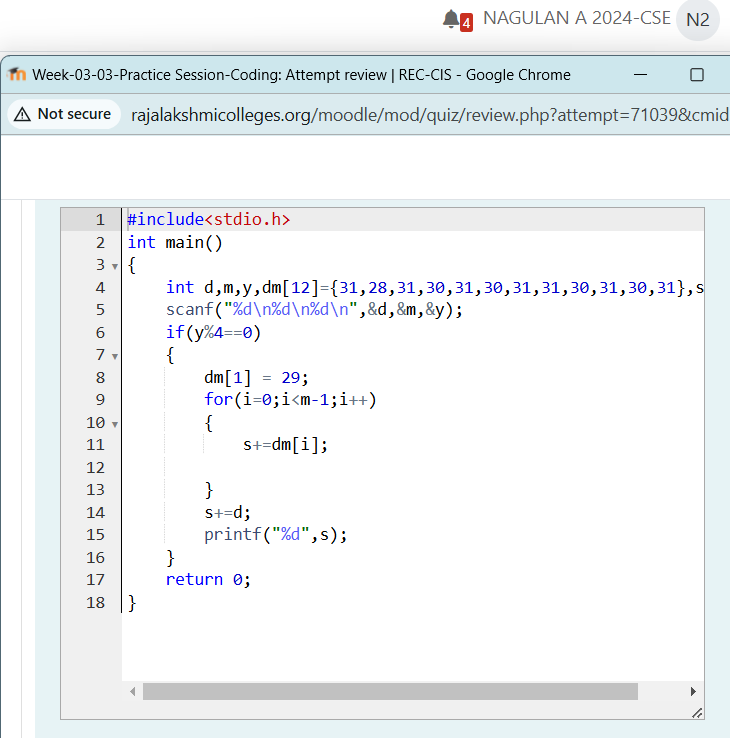 4 NAGULAN A 2024-CSE N2
Week-03-03-Practice Session-Coding: Attempt review | REC-CIS - Google Chrome
Not secure rajalakshmicolleges.org/moodle/mod/quiz/review.php?attempt=71039&cmid
1 #include<stdio.h>
2 int main()
3 {
4 int d,m,y,dm[12]={31,28,31,30,31,30,31,31,30,31,30,31},s
5 scanf("%d\n%d\n%d\n",&d,&m,&y);
6 if(y%4==0)
7 {
8 dm[1] = 29;
9 for(i=0;i<m-1;i++)
10 {
11 s+=dm[i];
12
13 }
14 s+=d;
15 printf("%d",s);
16 }
17 return 0;
18 }